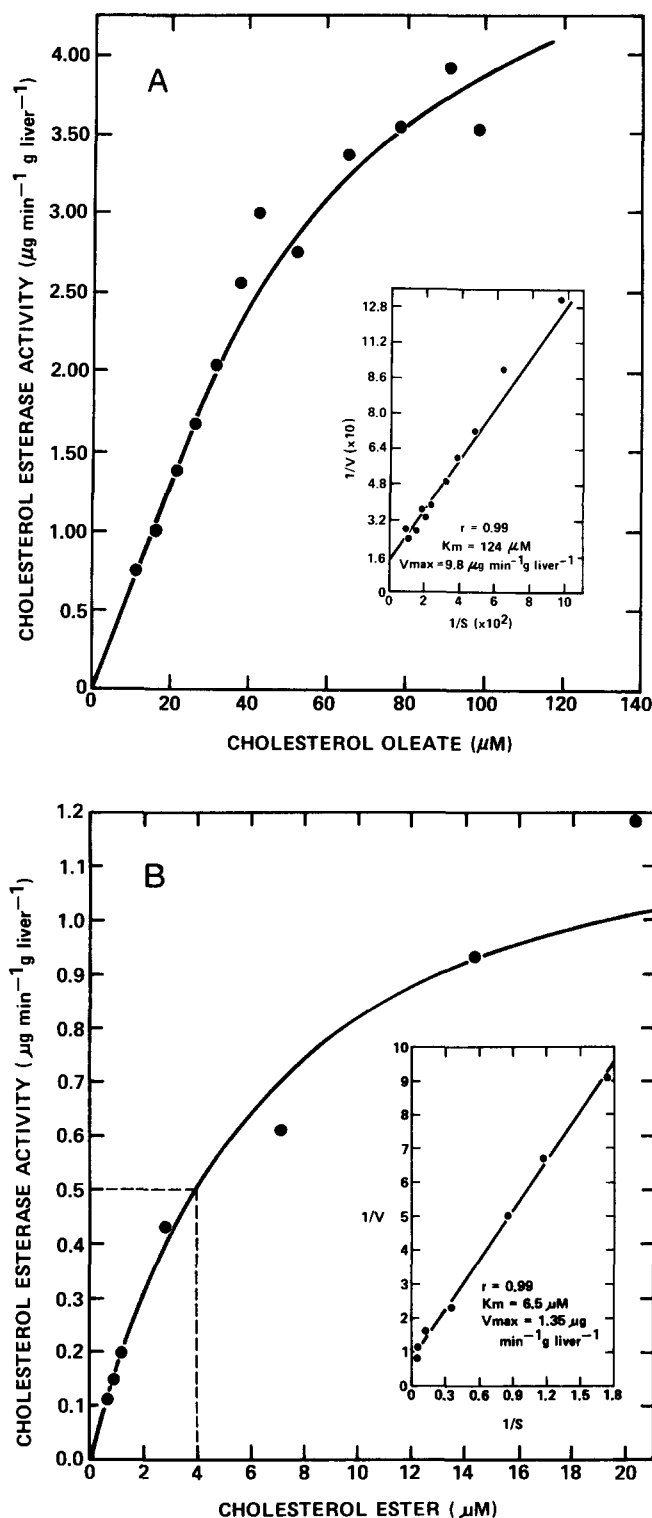 A
CHOLESTEROL ESTERASE ACTIVITY (µg min−1 g liver−1)
4.00
3.50
3.00
2.50
2.00
1.50
1.00
0.50
0
0 20 40 60 80 100 120 140
CHOLESTEROL OLEATE (µM)
1/V (×10)
12.8
11.2
9.6
8.6
14.0
6.4
4.8
3.2
1.6
0
r = 0.99
Km = 124 µM
Vmax = 9.8 µg min−1g liver−1
0 2 4 6 8 10
1/S (×102)
B
CHOLESTEROL ESTERASE ACTIVITY (µg min−1g liver−1)
1.2
1.1
1.0
0.9
0.8
0.7
0.6
0.5
0.4
0.3
0.2
0.1
0.0
0 2 4 6 8 10 12 14 16 18 20
CHOLESTEROL ESTER (µM)
1/V
10
9
8
7
6
5
4
3
2
1
0
r = 0.99
Km = 6.5 µM
Vmax = 1.35 µg
min−1g liver−1
0 0.3 0.6 0.9 1.2 1.5 1.8
1/S